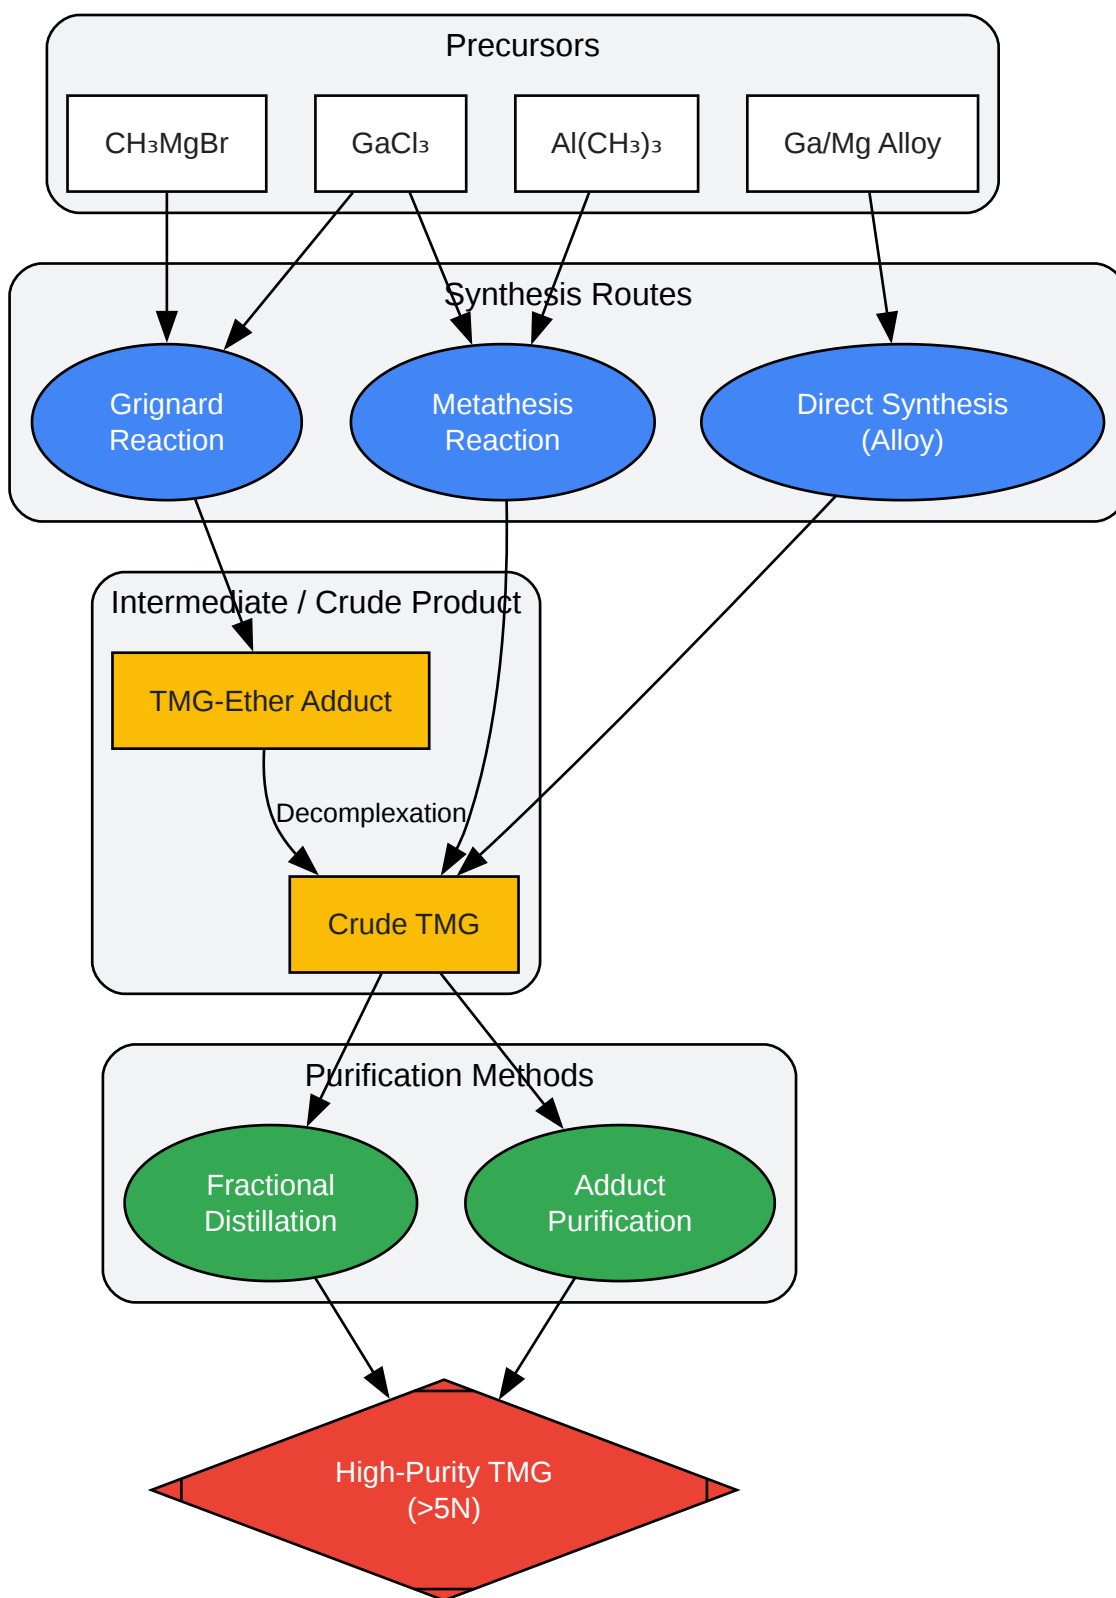 Precursors
CH₃MgBr
GaCl₃
Al(CH₃)₃
Ga/Mg Alloy
Synthesis Routes
Grignard
Reaction
Metathesis
Reaction
Direct Synthesis
(Alloy)
Intermediate / Crude Product
TMG-Ether Adduct
Decomplexation
Crude TMG
Purification Methods
Fractional
Distillation
Adduct
Purification
High-Purity TMG
(>5N)